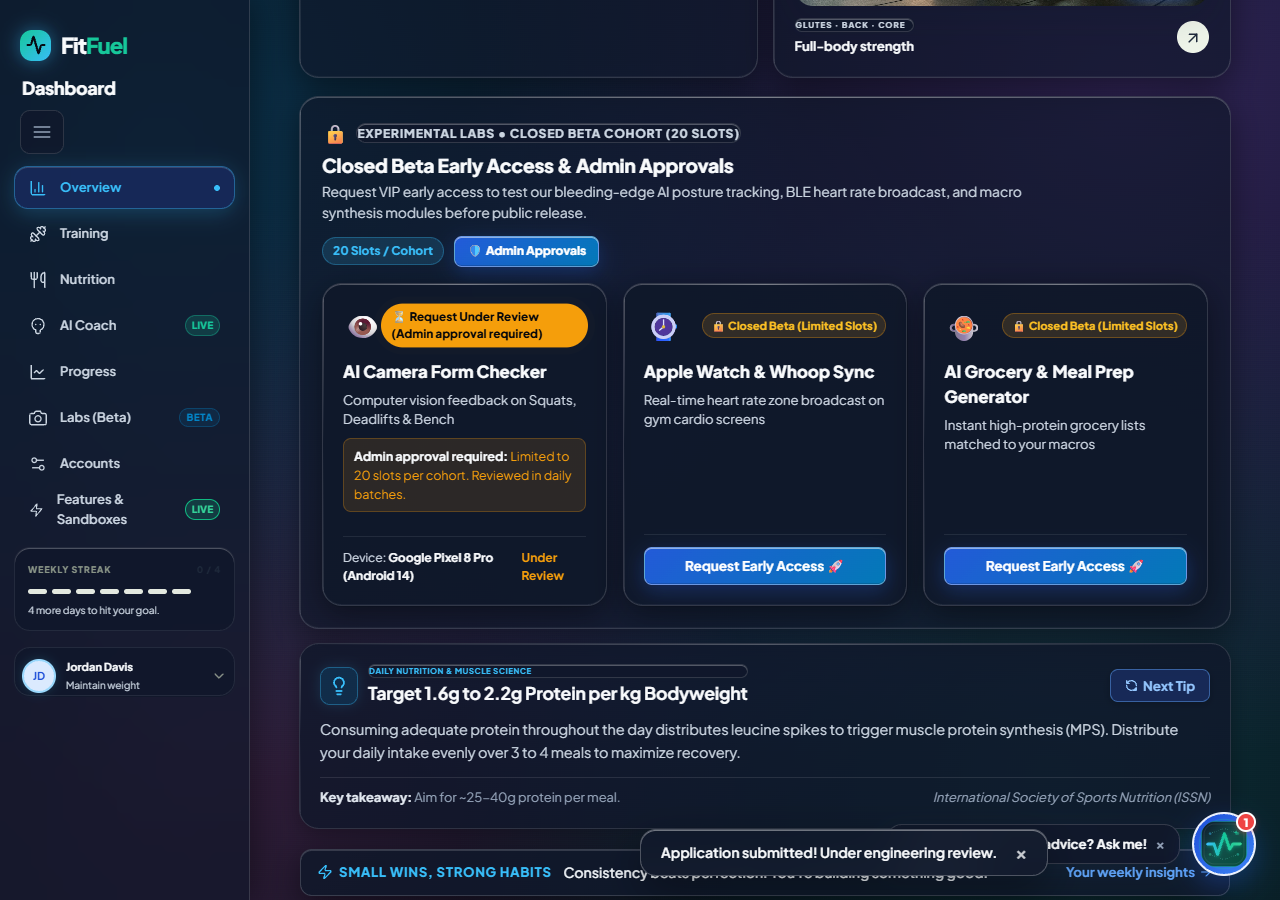 FitFuel
Dashboard
Overview
Training
Nutrition
AI Coach
LIVE
Progress
Labs (Beta)
BETA
Accounts
Features &
Sandboxes
LIVE
WEEKLY STREAK
0 / 4
4 more days to hit your goal.
JD
Jordan Davis
Maintain weight
GLUTES · BACK · CORE
Full-body strength
EXPERIMENTAL LABS ● CLOSED BETA COHORT (20 SLOTS)
Closed Beta Early Access & Admin Approvals
Request VIP early access to test our bleeding-edge AI posture tracking, BLE heart rate broadcast, and macro
synthesis modules before public release.
20 Slots / Cohort
Admin Approvals
Request Under Review
(Admin approval required)
AI Camera Form Checker
Computer vision feedback on Squats,
Deadlifts & Bench
Admin approval required: Limited to
20 slots per cohort. Reviewed in daily
batches.
Device: Google Pixel 8 Pro
(Android 14)
Under
Review
Closed Beta (Limited Slots)
Apple Watch & Whoop Sync
Real-time heart rate zone broadcast on
gym cardio screens
Request Early Access 🚀
Closed Beta (Limited Slots)
AI Grocery & Meal Prep
Generator
Instant high-protein grocery lists
matched to your macros
Request Early Access 🚀
DAILY NUTRITION & MUSCLE SCIENCE
Target 1.6g to 2.2g Protein per kg Bodyweight
Next Tip
Consuming adequate protein throughout the day distributes leucine spikes to trigger muscle protein synthesis (MPS). Distribute
your daily intake evenly over 3 to 4 meals to maximize recovery.
Key takeaway: Aim for ~25–40g protein per meal.
International Society of Sports Nutrition (ISSN)
Application submitted! Under engineering review. ×
advice? Ask me! ×
1
SMALL WINS, STRONG HABITS
Consistency beats perfection. You're building something good.
Your weekly insights →